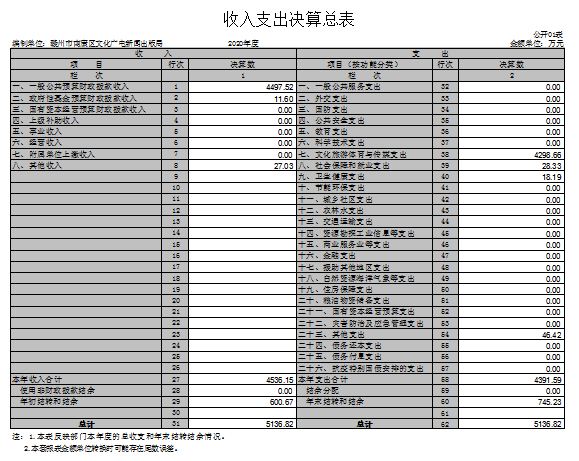 收入支出决算总表
公开01表
编制单位：赣州市南康区文化广电新闻出版局 2020年度 金额单位：万元
收 入 支 出
项 目 行次 决算数 项目（按功能分类） 行次 决算数
栏 次 1 栏 次 2
一、一般公共预算财政拨款收入 1 4497.52 一、一般公共服务支出 32 0.00
二、政府性基金预算财政拨款收入 2 11.60 二、外交支出 33 0.00
三、国有资本经营预算财政拨款收入 3 0.00 三、国防支出 34 0.00
四、上级补助收入 4 0.00 四、公共安全支出 35 0.00
五、事业收入 5 0.00 五、教育支出 36 0.00
六、经营收入 6 0.00 六、科学技术支出 37 0.00
七、附属单位上缴收入 7 0.00 七、文化旅游体育与传媒支出 38 4298.66
八、其他收入 8 27.03 八、社会保障和就业支出 39 28.33
9 九、卫生健康支出 40 18.19
10 十、节能环保支出 41 0.00
11 十一、城乡社区支出 42 0.00
12 十二、农林水支出 43 0.00
13 十三、交通运输支出 44 0.00
14 十四、资源勘探工业信息等支出 45 0.00
15 十五、商业服务业等支出 46 0.00
16 十六、金融支出 47 0.00
17 十七、援助其他地区支出 48 0.00
18 十八、自然资源海洋气象等支出 49 0.00
19 十九、住房保障支出 50 0.00
20 二十、粮油物资储备支出 51 0.00
21 二十一、国有资本经营预算支出 52 0.00
22 二十二、灾害防治及应急管理支出 53 0.00
23 二十三、其他支出 54 46.42
24 二十四、债务还本支出 55 0.00
25 二十五、债务付息支出 56 0.00
26 二十六、抗疫特别国债安排的支出 57 0.00
本年收入合计 27 4536.15 本年支出合计 58 4391.59
使用非财政拨款结余 28 0.00 结余分配 59 0.00
年初结转和结余 29 600.67 年末结转和结余 60 745.23
30 61
总计 31 5136.82 总计 62 5136.82
注：1.本表反映部门本年度的总收支和年末结转结余情况。
2.本套报表金额单位转换时可能存在尾数误差。